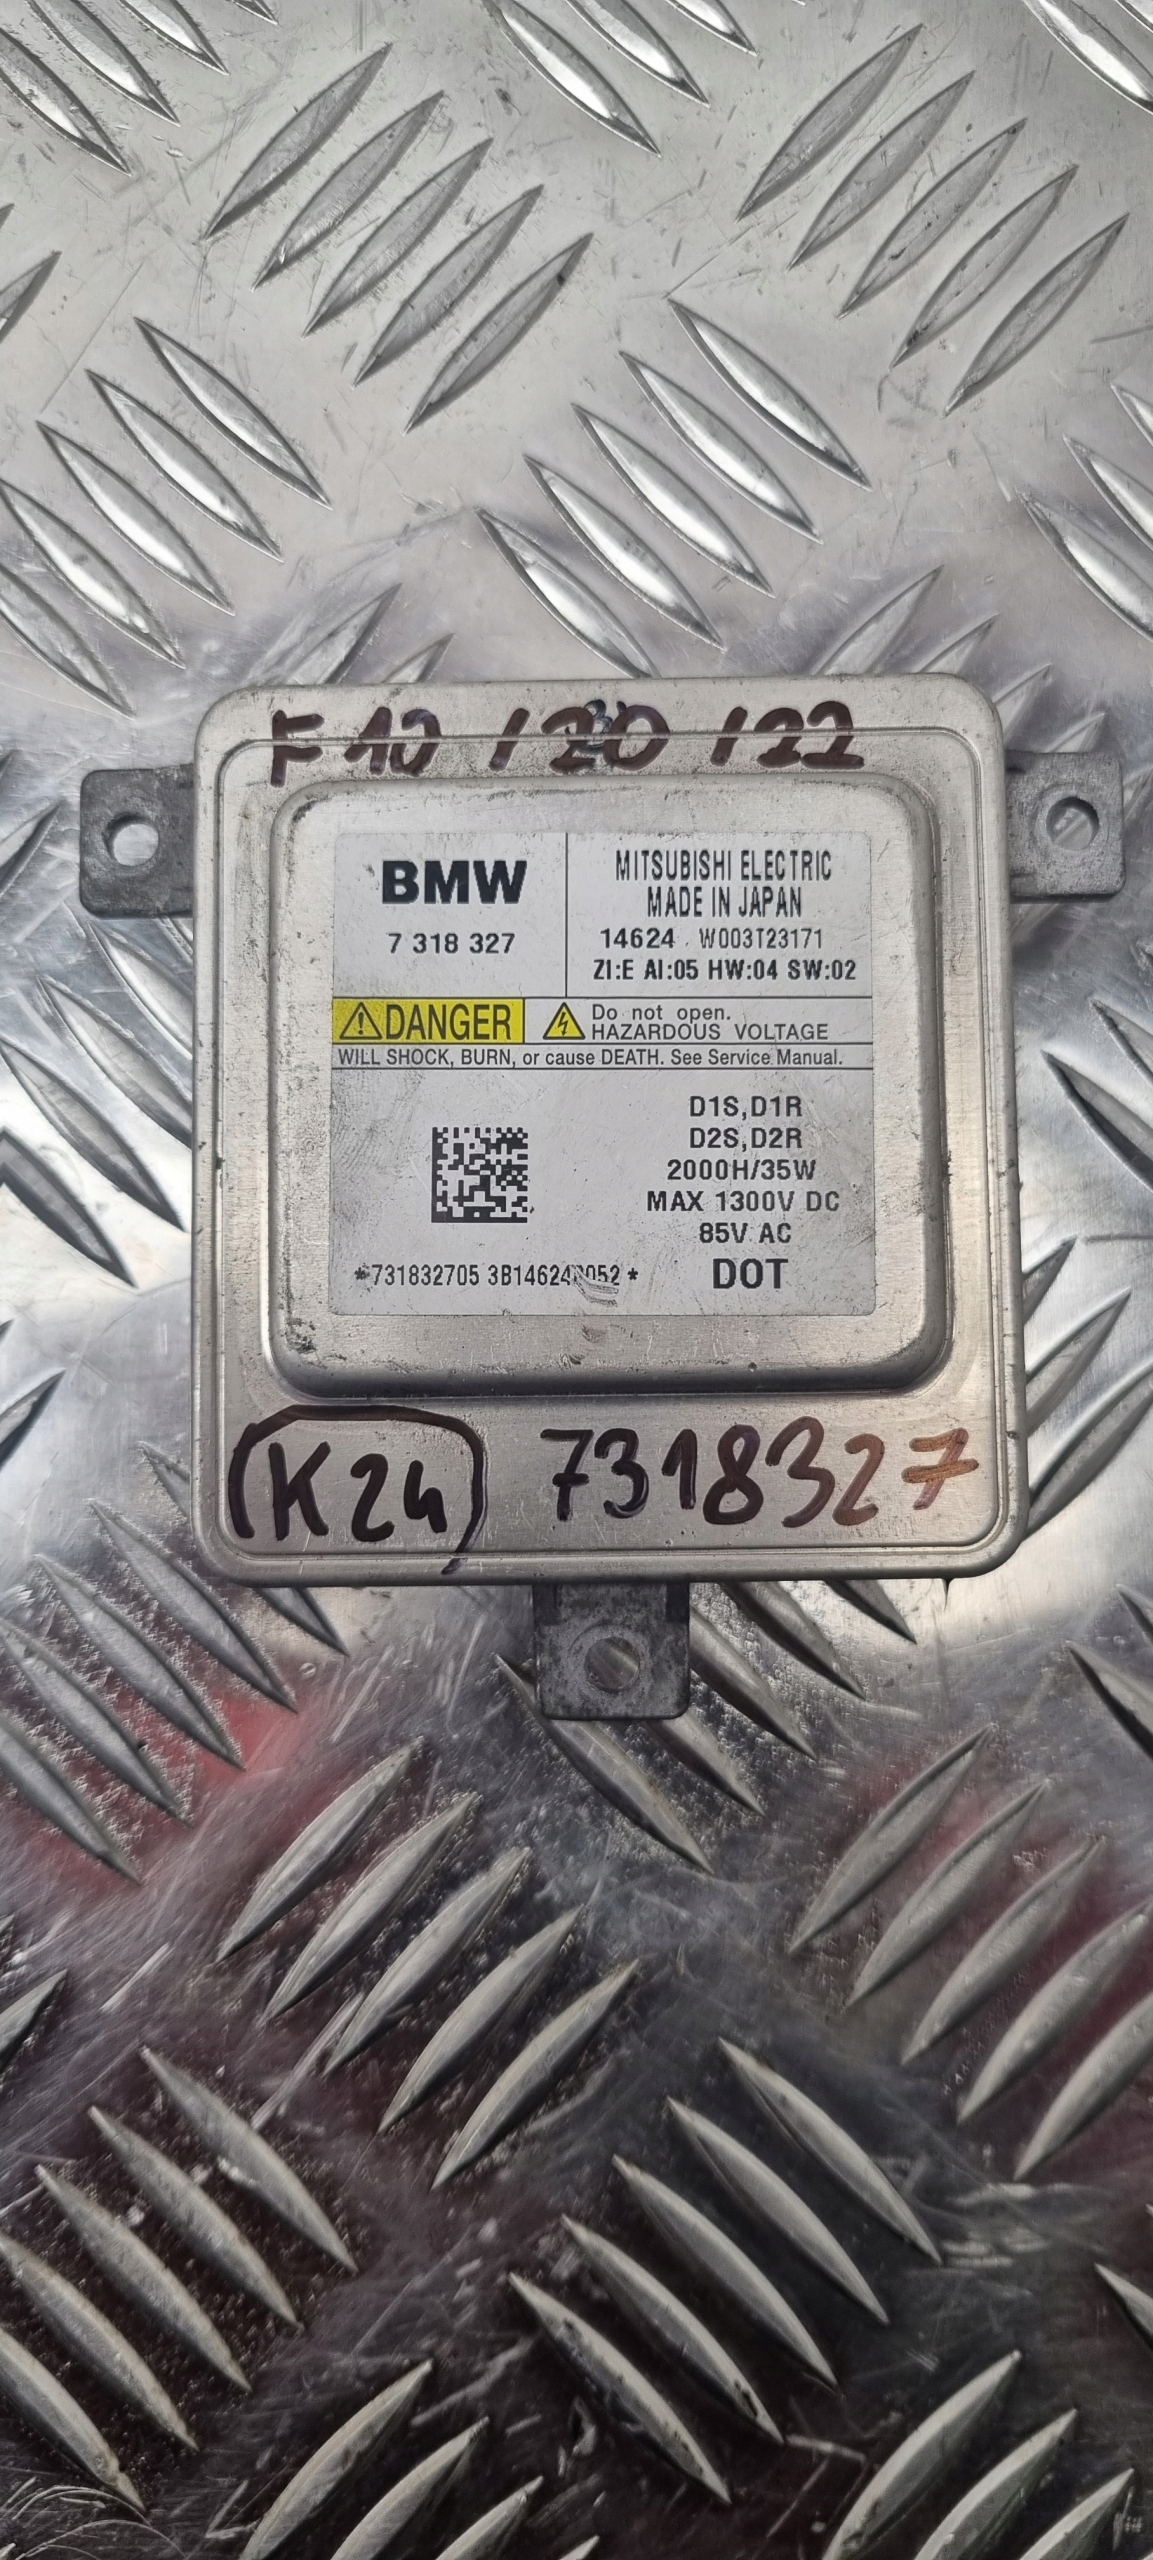 F10 / 20 / 22
BMW
7 318 327
MITSUBISHI ELECTRIC
MADE IN JAPAN
14624 W003T23171
ZI:E AI:05 HW:04 SW:02
DANGER
Do not open.
HAZARDOUS VOLTAGE
WILL SHOCK, BURN, or cause DEATH. See Service Manual.
D1S,D1R
D2S,D2R
2000H/35W
MAX 1300V DC
85V AC
*731832705
DOT
K24
7318327